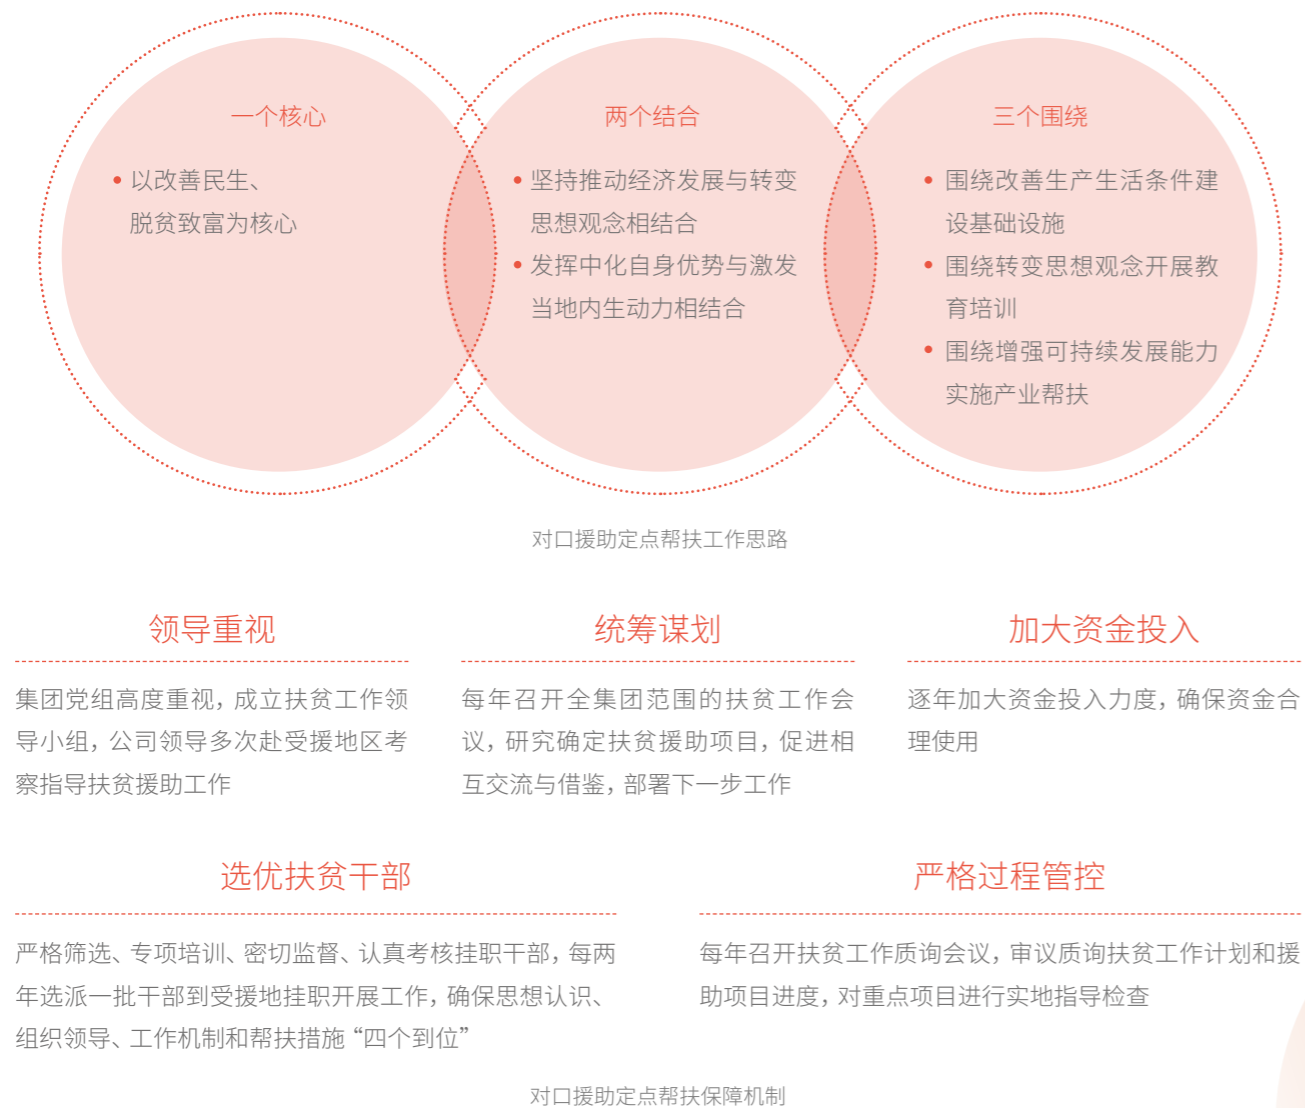 一个核心
以改善民生、
脱贫致富为核心
两个结合
坚持推动经济发展与转变
思想观念相结合
发挥中化自身优势与激发
当地内生动力相结合
三个围绕
围绕改善生产生活条件建
设基础设施
围绕转变思想观念开展教
育培训
围绕增强可持续发展能力
实施产业帮扶
对口援助定点帮扶工作思路
领导重视
集团党组高度重视，成立扶贫工作领
导小组，公司领导多次赴受援地区考
察指导扶贫援助工作
统筹谋划
每年召开全集团范围的扶贫工作会
议，研究确定扶贫援助项目，促进相
互交流与借鉴，部署下一步工作
加大资金投入
逐年加大资金投入力度，确保资金合
理使用
选优扶贫干部
严格筛选、专项培训、密切监督、认真考核挂职干部，每两
年选派一批干部到受援地挂职开展工作，确保思想认识、
组织领导、工作机制和帮扶措施“四个到位”
严格过程管控
每年召开扶贫工作质询会议，审议质询扶贫工作计划和援
助项目进度，对重点项目进行实地指导检查
对口援助定点帮扶保障机制